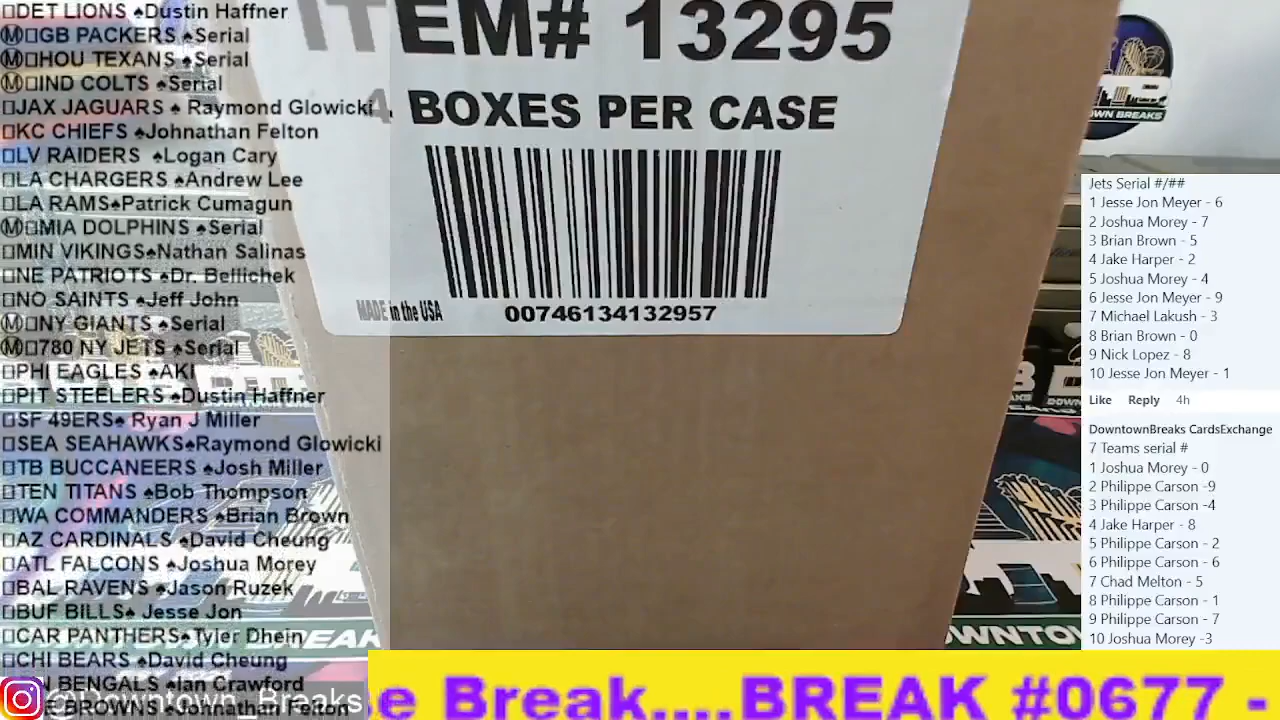 DET LIONS ♠Dustin Haffner
Ⓜ GB PACKERS ♠Serial
Ⓜ HOU TEXANS ♠Serial
Ⓜ IND COLTS ♠Serial
JAX JAGUARS ♠ Raymond Glowicki
KC CHIEFS ♠Johnathan Felton
LV RAIDERS ♠Logan Cary
LA CHARGERS ♠Andrew Lee
LA RAMS♠Patrick Cumagun
Ⓜ MIA DOLPHINS ♠Serial
MIN VIKINGS♠Nathan Salinas
NE PATRIOTS ♠Dr. Bellichek
NO SAINTS ♠Jeff John
Ⓜ NY GIANTS ♠Serial
Ⓜ 780 NY JETS ♠Serial
PHI EAGLES ♠AKI
PIT STEELERS ♠Dustin Haffner
SF 49ERS♠ Ryan J Miller
SEA SEAHAWKS♠Raymond Glowicki
TB BUCCANEERS ♠Josh Miller
TEN TITANS ♠Bob Thompson
WA COMMANDERS ♠Brian Brown
AZ CARDINALS ♠David Cheung
ATL FALCONS ♠Joshua Morey
BAL RAVENS ♠Jason Ruzek
BUF BILLS♠ Jesse Jon
CAR PANTHERS♠Tyler Dhein
CHI BEARS ♠David Cheung
BENGALS ♠Ian Crawford
BROWNS ♠Johnathan Felton
@Downtown_Breaks
ITEM# 13295
4 BOXES PER CASE
MADE in the USA
00746134132957
OWN BREAKS
Jets Serial #/##
1 Jesse Jon Meyer - 6
2 Joshua Morey - 7
3 Brian Brown - 5
4 Jake Harper - 2
5 Joshua Morey - 4
6 Jesse Jon Meyer - 9
7 Michael Lakush - 3
8 Brian Brown - 0
9 Nick Lopez - 8
10 Jesse Jon Meyer - 1
Like Reply 4h
DowntownBreaks CardsExchange
7 Teams serial #
1 Joshua Morey - 0
2 Philippe Carson -9
3 Philippe Carson -4
4 Jake Harper - 8
5 Philippe Carson - 2
6 Philippe Carson - 6
7 Chad Melton - 5
8 Philippe Carson - 1
9 Philippe Carson - 7
10 Joshua Morey -3
OWNTOW
se Break....BREAK #0677 -